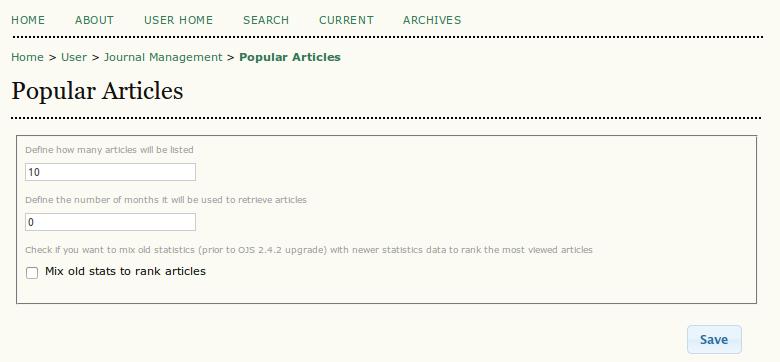 HOME ABOUT USER HOME SEARCH CURRENT ARCHIVES
Home > User > Journal Management > Popular Articles
Popular Articles
Define how many articles will be listed
10
Define the number of months it will be used to retrieve articles
0
Check if you want to mix old statistics (prior to OJS 2.4.2 upgrade) with newer statistics data to rank the most viewed articles
Mix old stats to rank articles
Save